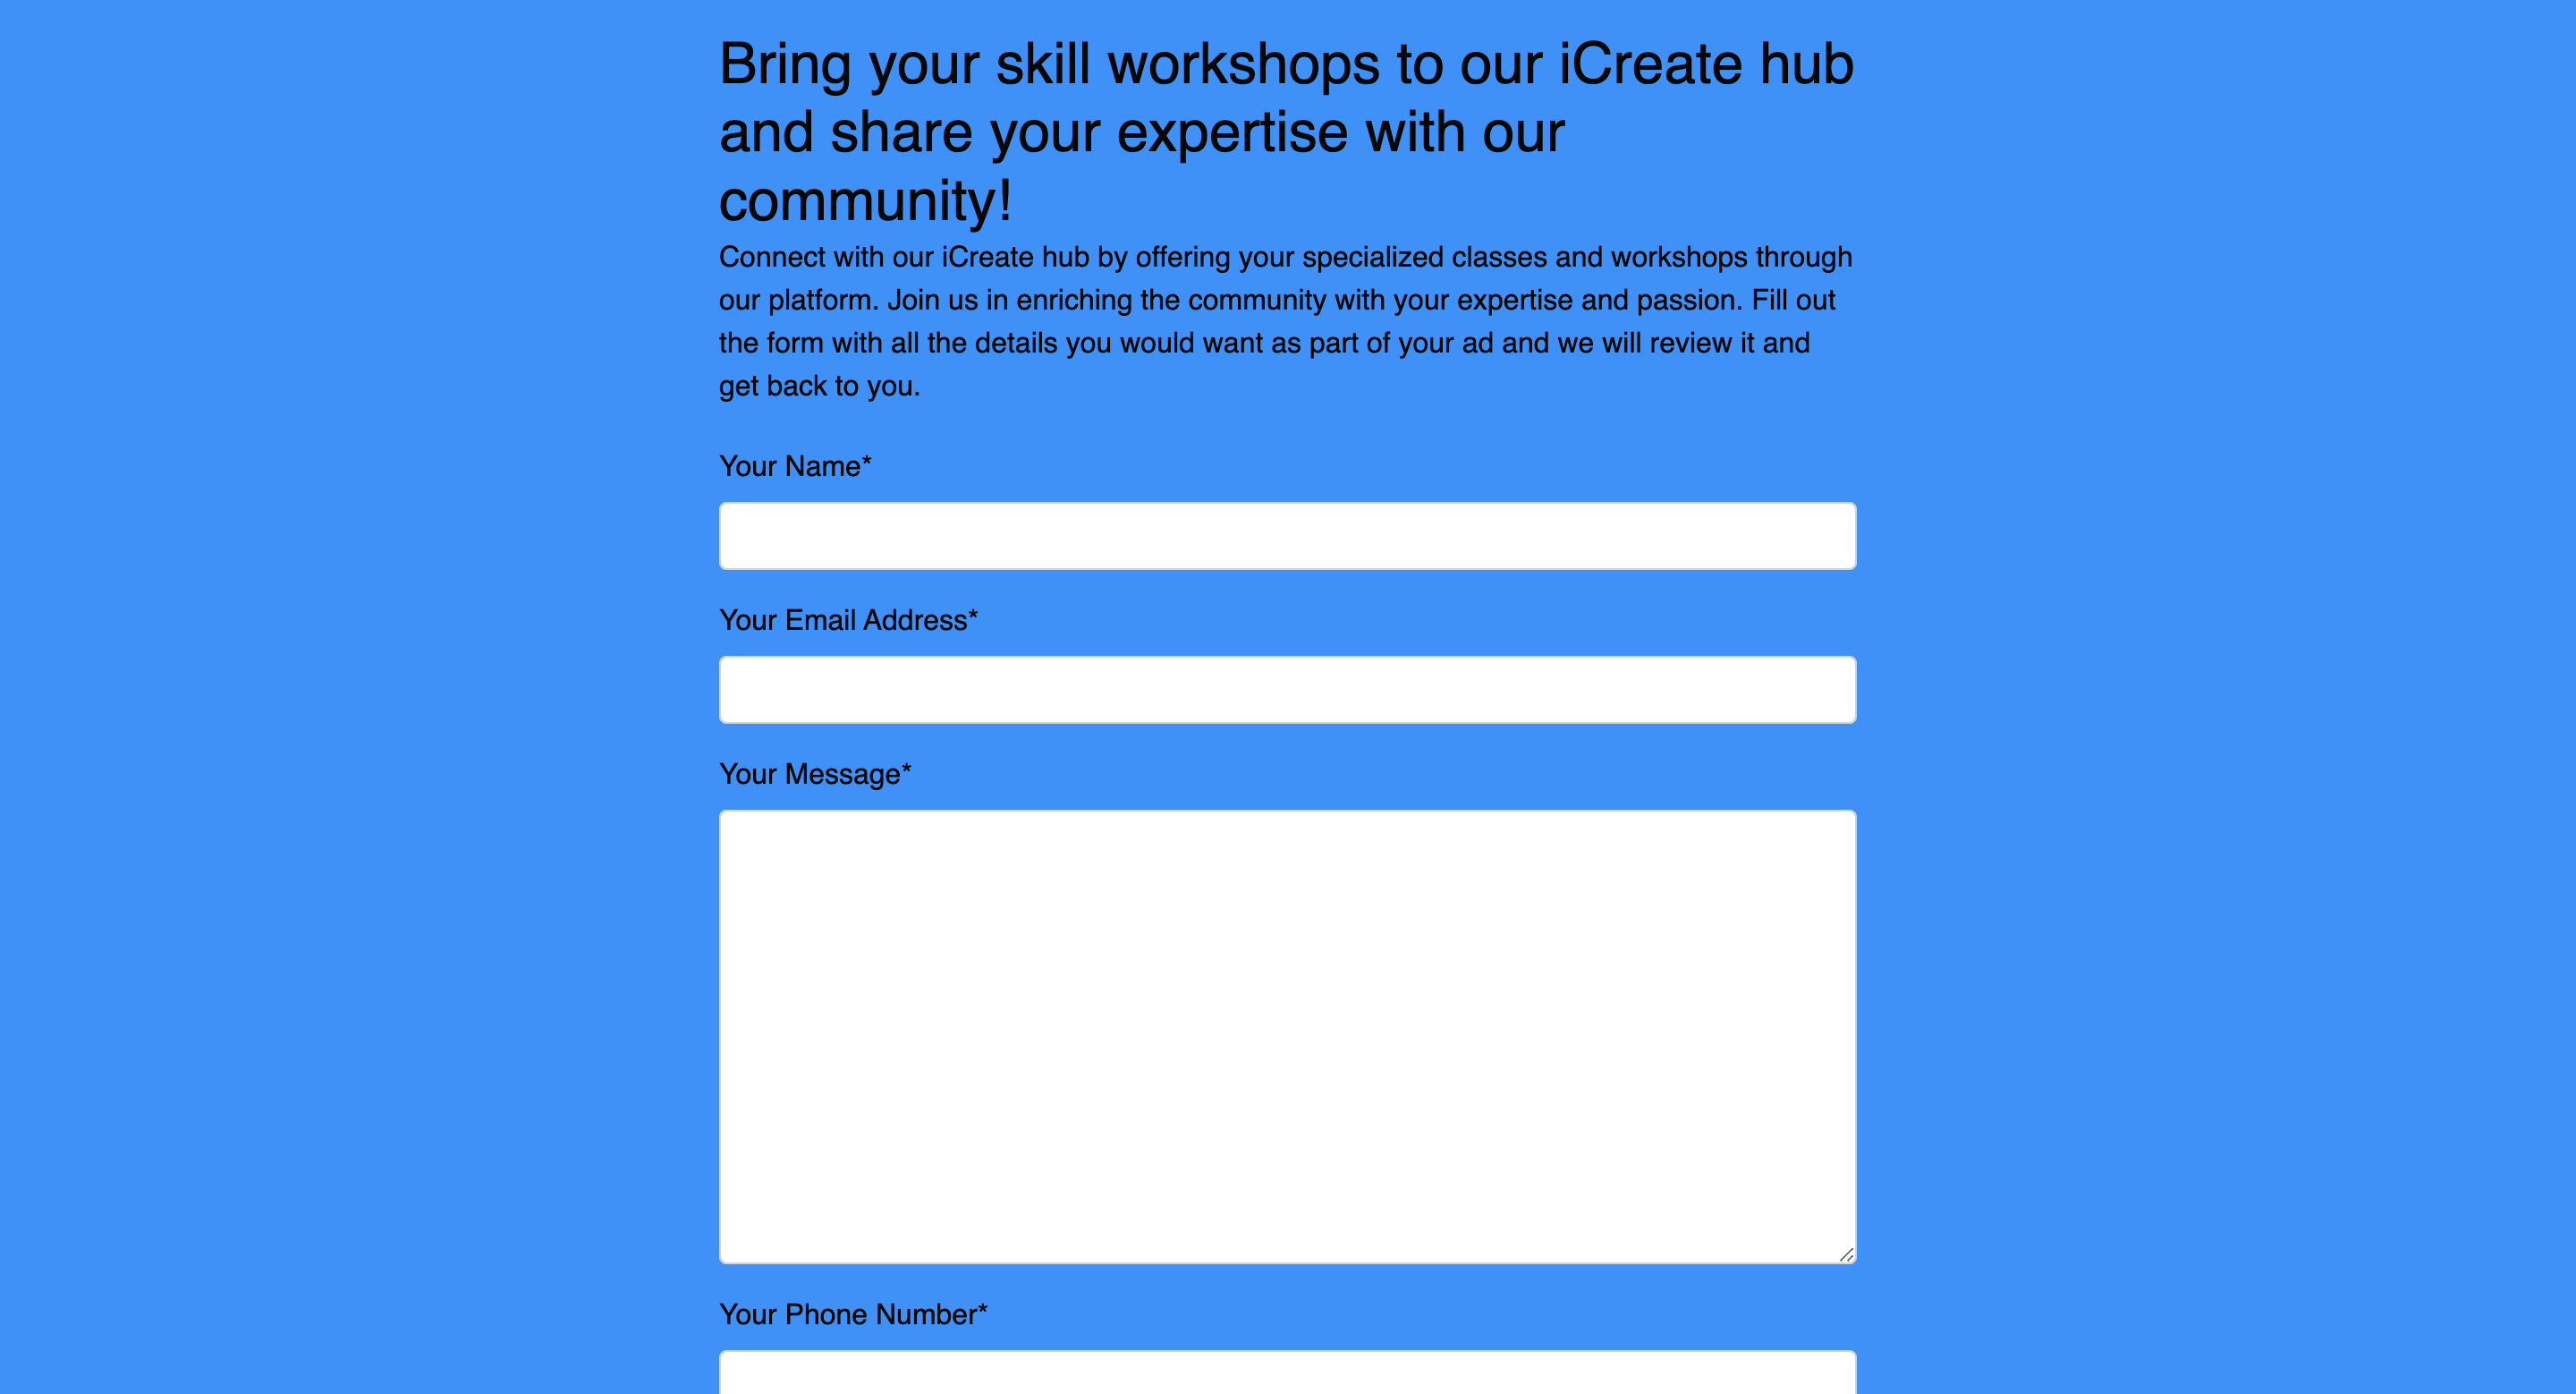 Bring your skill workshops to our iCreate hub
and share your expertise with our
community!
Connect with our iCreate hub by offering your specialized classes and workshops through
our platform. Join us in enriching the community with your expertise and passion. Fill out
the form with all the details you would want as part of your ad and we will review it and
get back to you.
Your Name*
Your Email Address*
Your Message*
Your Phone Number*